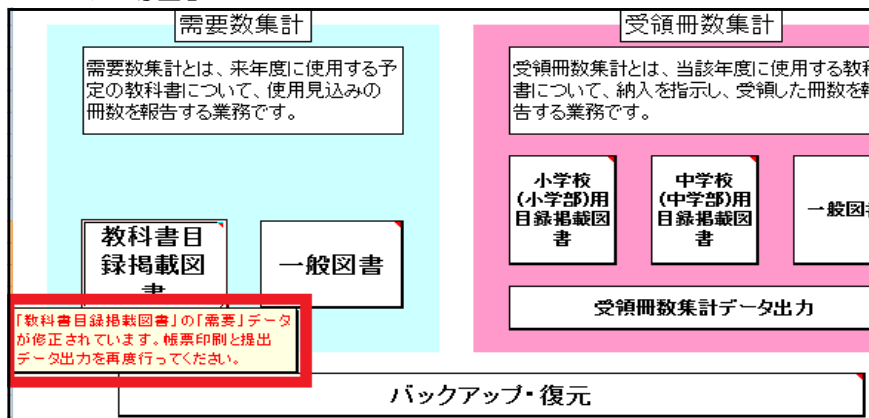 需要数集計
需要数集計とは、来年度に使用する予
定の教科書について、使用見込みの
冊数を報告する業務です。
教科書目
録掲載図
一般図書
「教科書目録掲載図書」の「需要」データ
が修正されています。帳票印刷と提出
データ出力を再度行ってください。
受領冊数集計
受領冊数集計とは、当該年度に使用する教科
書について、納入を指示し、受領した冊数を報
告する業務です。
小学校
(小学部)用
目録掲載図
書
中学校
(中学部)用
目録掲載図
書
一般図書
受領冊数集計データ出力
バックアップ・復元